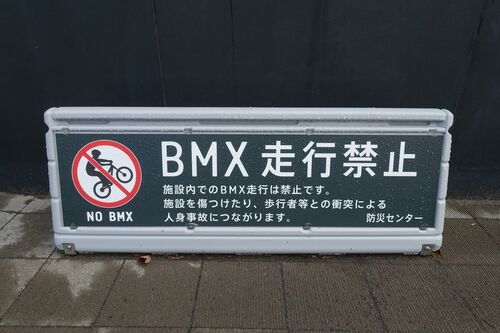 BMX 走行禁止
NO BMX
施設内でのBMX走行は禁止です。
施設を傷つけたり、歩行者等との衝突による
人身事故につながります。
防災センター